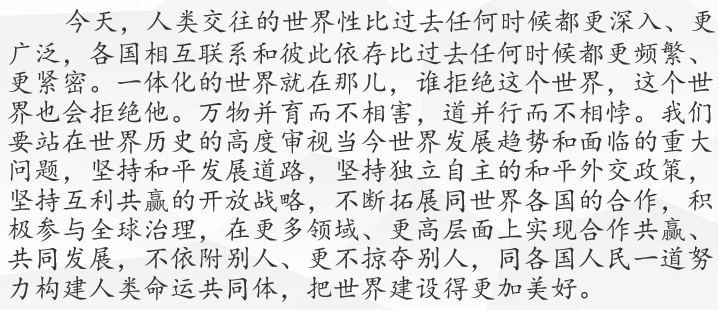 今天，人类交往的世界性比过去任何时候都更深入、更
广泛，各国相互联系和彼此依存比过去任何时候都更频繁、
更紧密。一体化的世界就在那儿，谁拒绝这个世界，这个世
界也会拒绝他。万物并育而不相害，道并行而不相悖。我们
要站在世界历史的高度审视当今世界发展趋势和面临的重大
问题，坚持和平发展道路，坚持独立自主的和平外交政策，
坚持互利共赢的开放战略，不断拓展同世界各国的合作，积
极参与全球治理，在更多领域、更高层面上实现合作共赢、
共同发展，不依附别人、更不掠夺别人，同各国人民一道努
力构建人类命运共同体，把世界建设得更加美好。